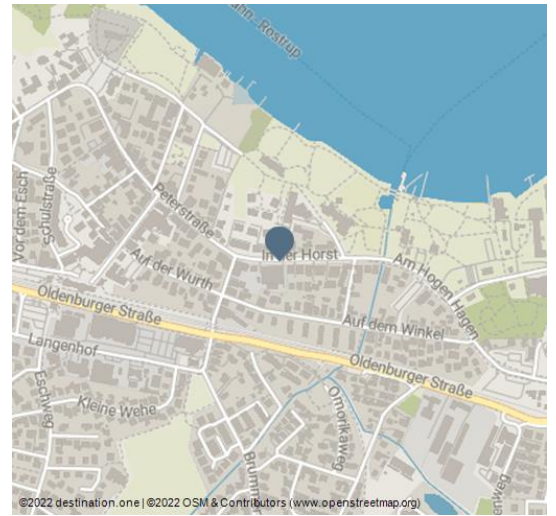 Rostrup
Vor dem Esch
Schulstraße
Peterstraße
In der Horst
Am Hogen Hagen
Auf der Wurth
Oldenburger Straße
Auf dem Winkel
Langenhof
Oldenburger Straße
Eschweg
Kleine Wehe
Omorikaweg
©2022 destination.one | ©2022 OSM & Contributors (www.openstreetmap.org)